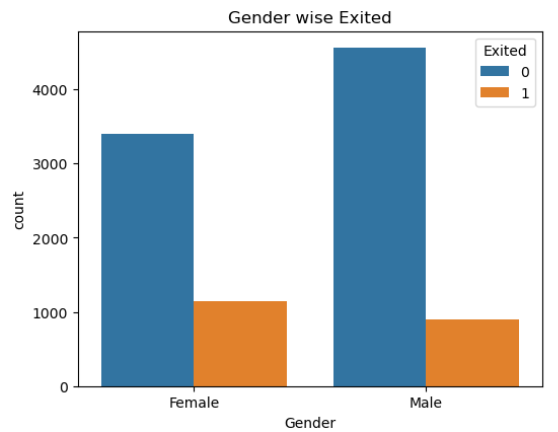 Gender wise Exited
Exited
0
1
4000
3000
2000
1000
0
count
Female
Male
Gender